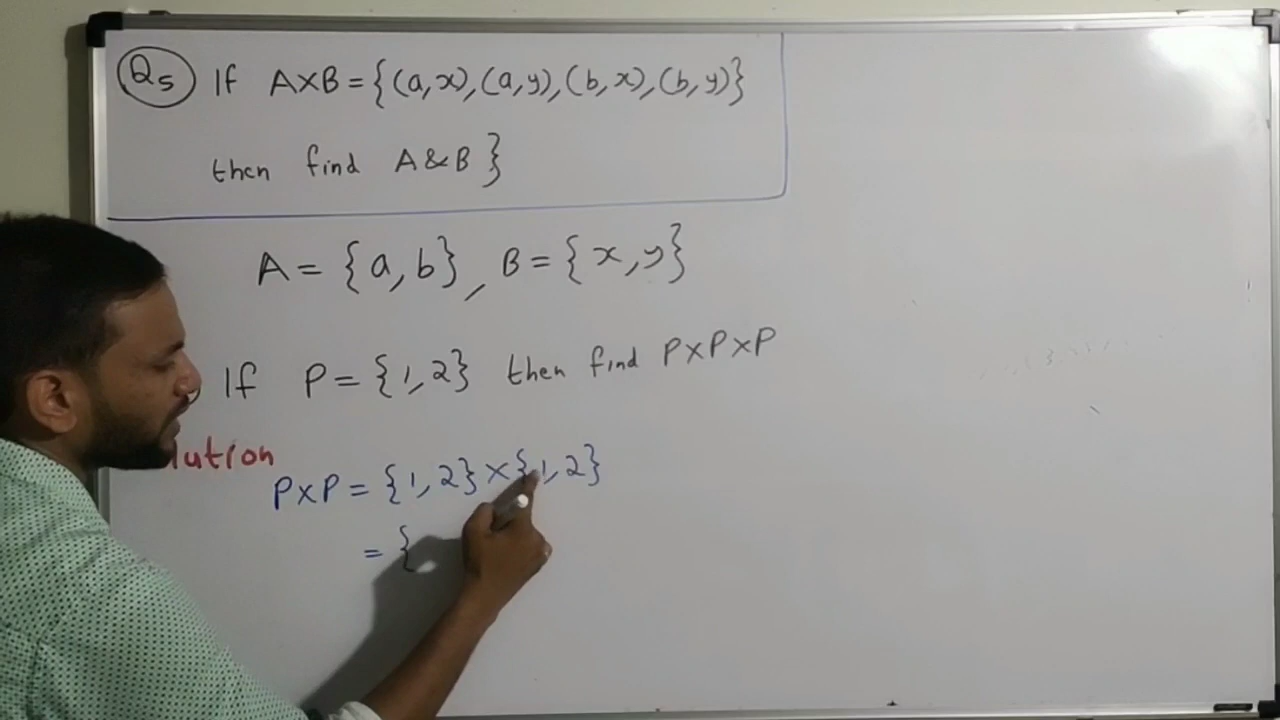 Q5 If A×B={(a,x),(a,y),(b,x),(b,y)}
then find A&B}
A = {a,b}, B={x,y}
If P={1,2} then find P×P×P
lution
P×P = {1,2}×{1,2}
= {